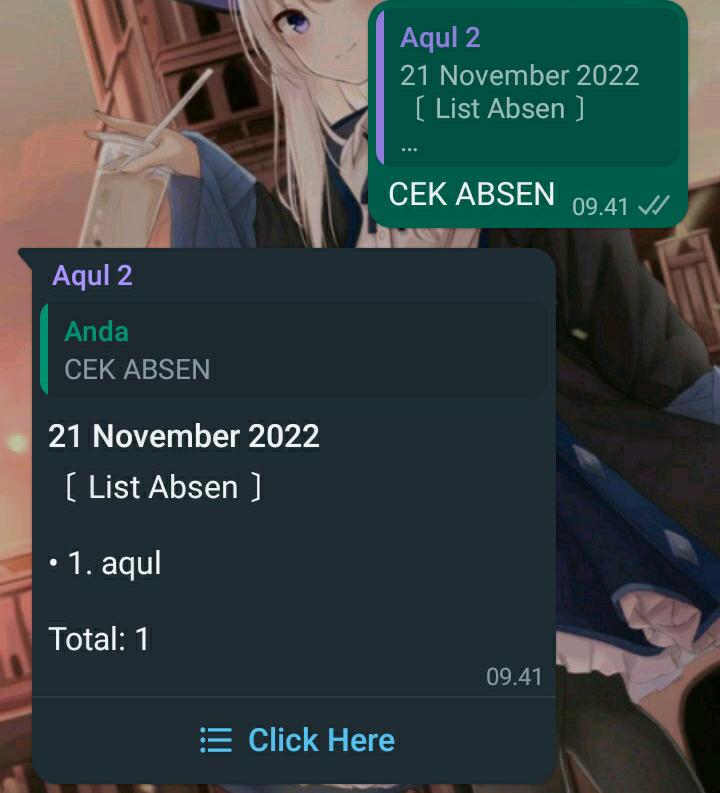 Aqul 2
21 November 2022
〔 List Absen 〕
...
CEK ABSEN 09.41
Aqul 2
Anda
CEK ABSEN
21 November 2022
〔 List Absen 〕
• 1. aqul
Total: 1
09.41
Click Here